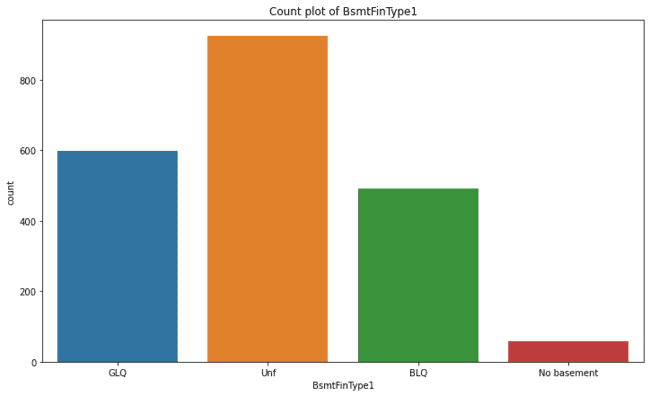 Count plot of BsmtFinType1
count
800
600
400
200
0
GLQ Unf BLQ No basement
BsmtFinType1